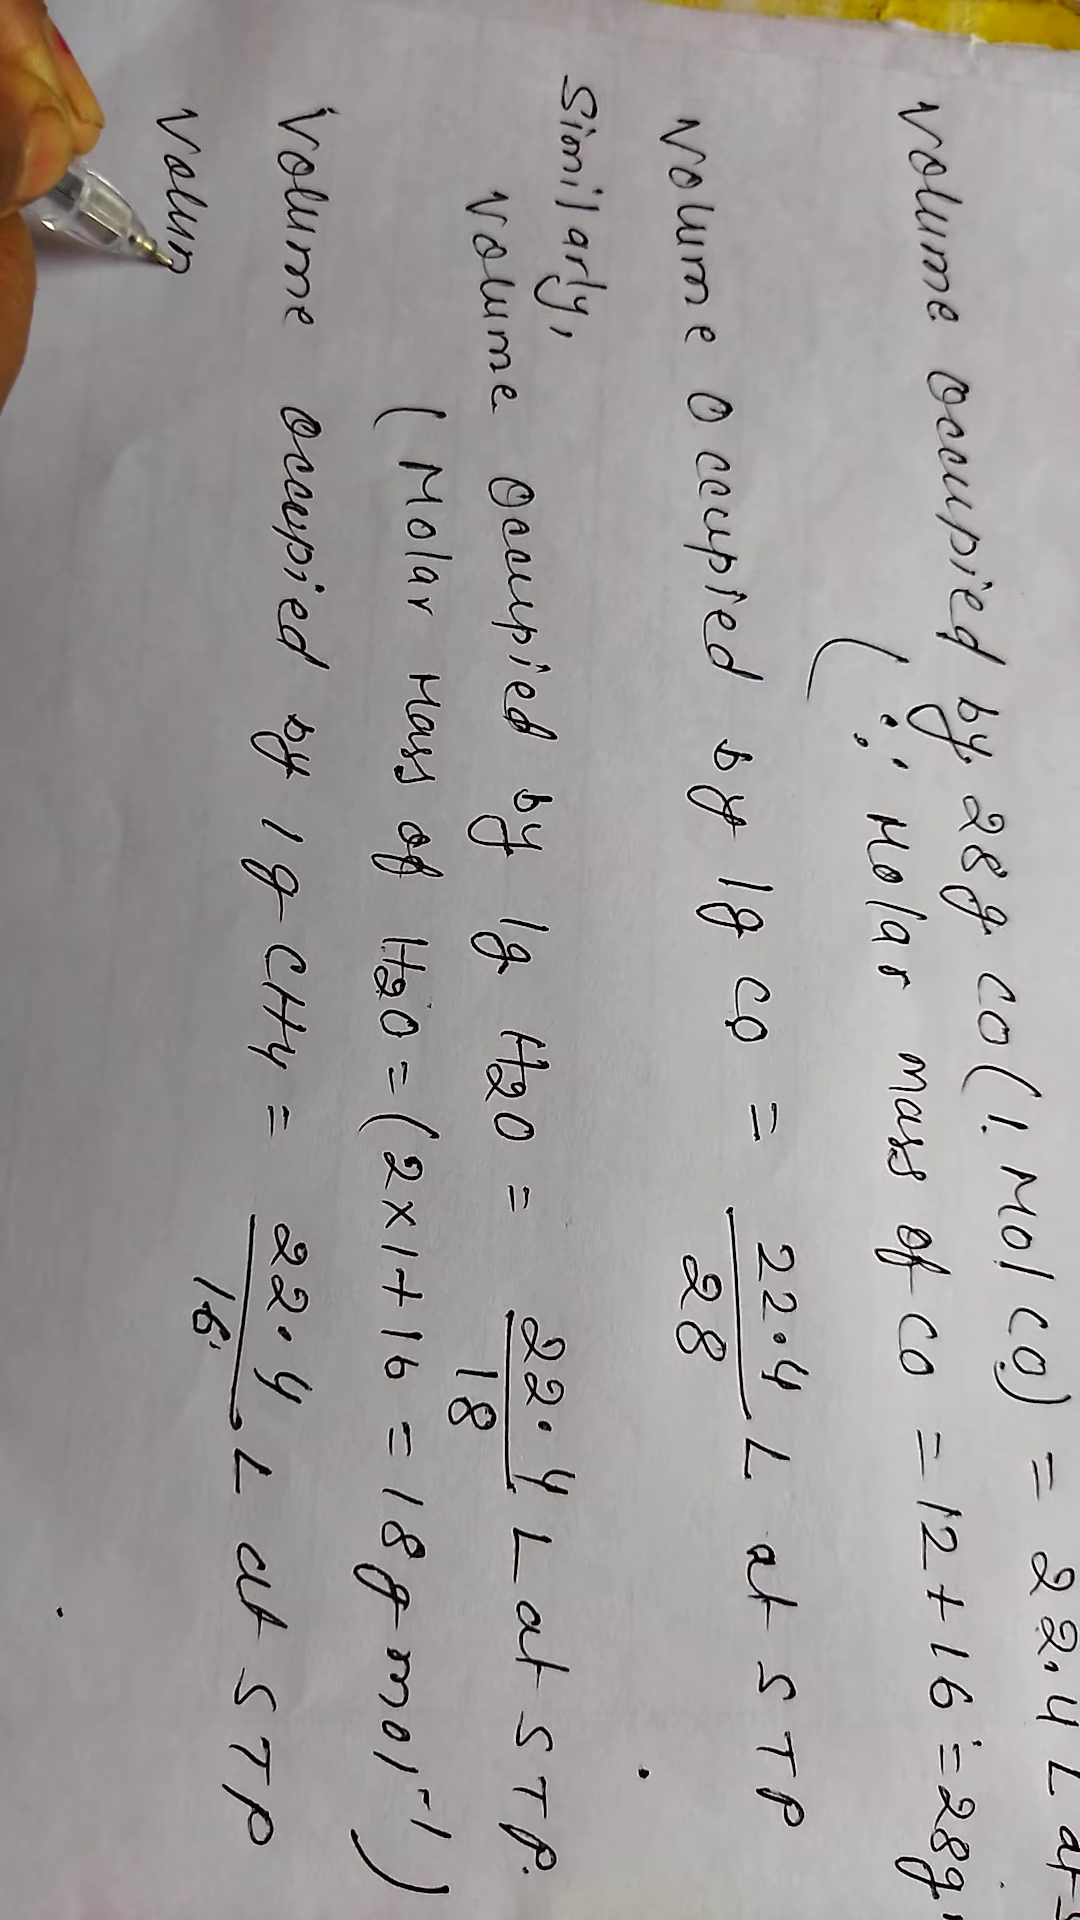 Volume occupied by 28g CO (1. Mol CO) = 22.4 L at
(∵ Molar mass of CO = 12 + 16 = 28g
Volume Occupied by 1g CO = 22.4/28 L at STP
Similarly,
Volume Occupied by 1g H2O = 22.4/18 L at STP.
(Molar Mass of H2O = (2×1+16 = 18g mol⁻¹)
Volume occupied by 1g CH4 = 22.4/16 L at STP
Volum